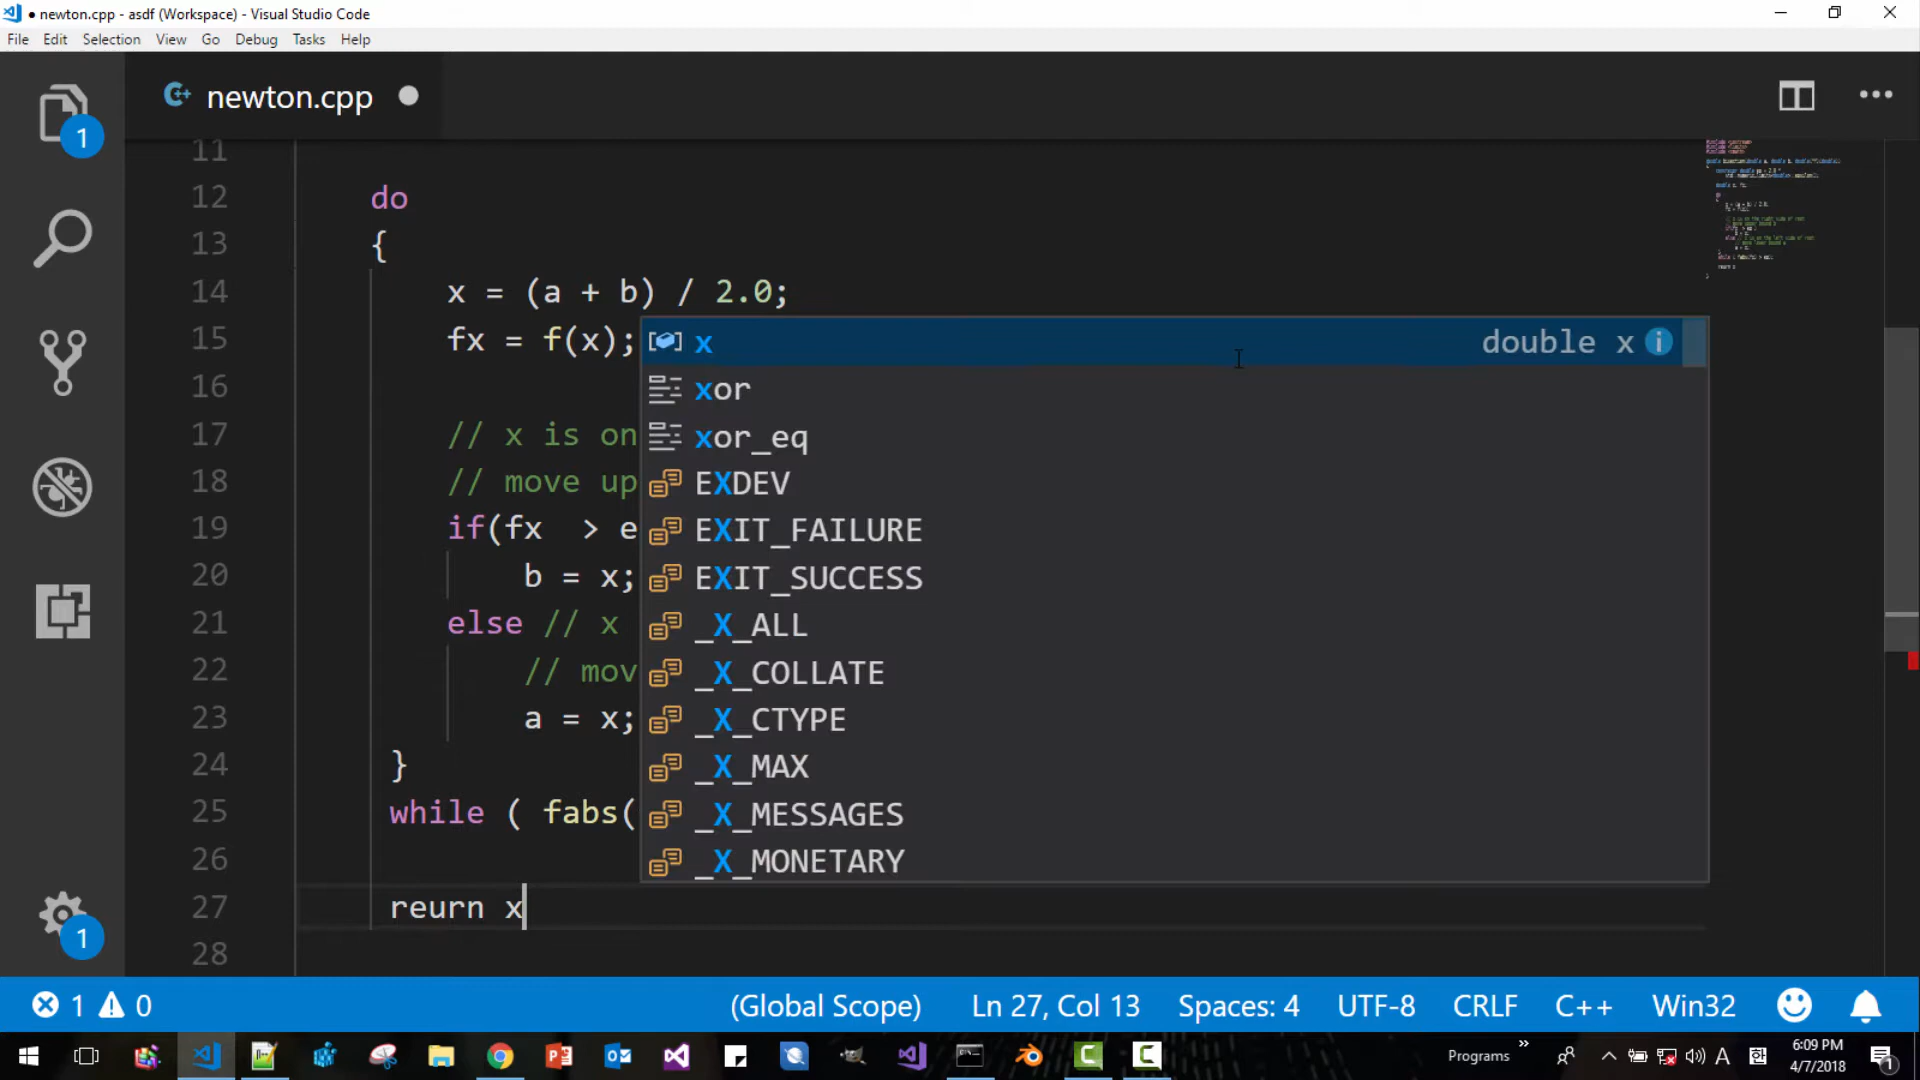 newton.cpp - asdf (Workspace) - Visual Studio Code
File Edit Selection View Go Debug Tasks Help
1
newton.cpp
11
12 do
13 {
14 x = (a + b) / 2.0;
15 fx = f(x);
16
17 // x is on
18 // move up
19 if(fx  > e
20 b = x;
21 else // x
22 // mov
23 a = x;
24 }
25 while ( fabs(
26
27 reurn x
28
x double x
xor
xor_eq
EXDEV
EXIT_FAILURE
EXIT_SUCCESS
_X_ALL
_X_COLLATE
_X_CTYPE
_X_MAX
_X_MESSAGES
_X_MONETARY
1
1 0 (Global Scope) Ln 27, Col 13 Spaces: 4 UTF-8 CRLF C++ Win32
Programs » A 한 6:09 PM
4/7/2018 1